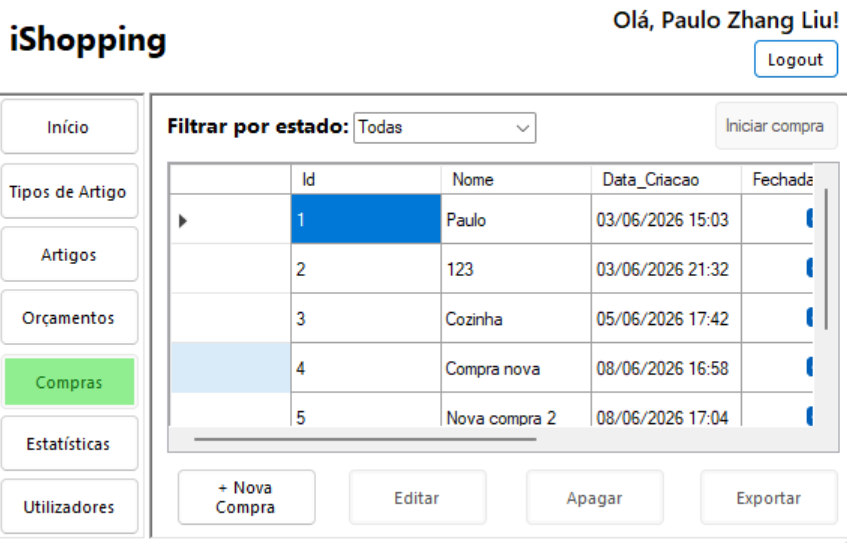 iShopping
Olá, Paulo Zhang Liu!
Logout
Início
Tipos de Artigo
Artigos
Orçamentos
Compras
Estatísticas
Utilizadores
Filtrar por estado: Todas
Iniciar compra
Id Nome Data_Criacao Fechada
1 Paulo 03/06/2026 15:03
2 123 03/06/2026 21:32
3 Cozinha 05/06/2026 17:42
4 Compra nova 08/06/2026 16:58
5 Nova compra 2 08/06/2026 17:04
+ Nova
Compra
Editar
Apagar
Exportar